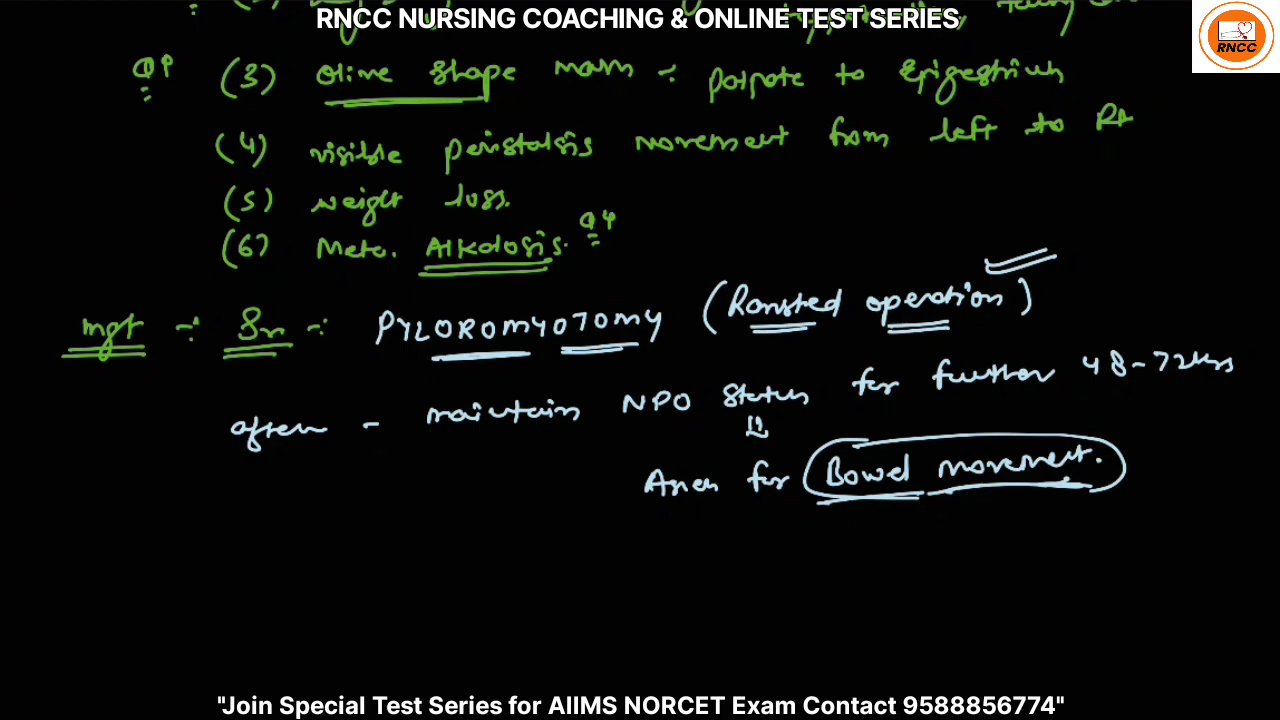 RNCC NURSING COACHING & ONLINE TEST SERIES
RNCC
(3) Olive shape mass ÷ palpate to Epigestrium
(4) visible peristalsis movement from left to Rt
(5) weight loss.
(6) Meta. Alkalosis.
mgt ÷ Sx ÷ PYLOROMYOTOMY (Ramsted operation)
after - maintain NPO Status for further 48-72hrs
Assess for Bowel movement.
"Join Special Test Series for AIIMS NORCET Exam Contact 9588856774"